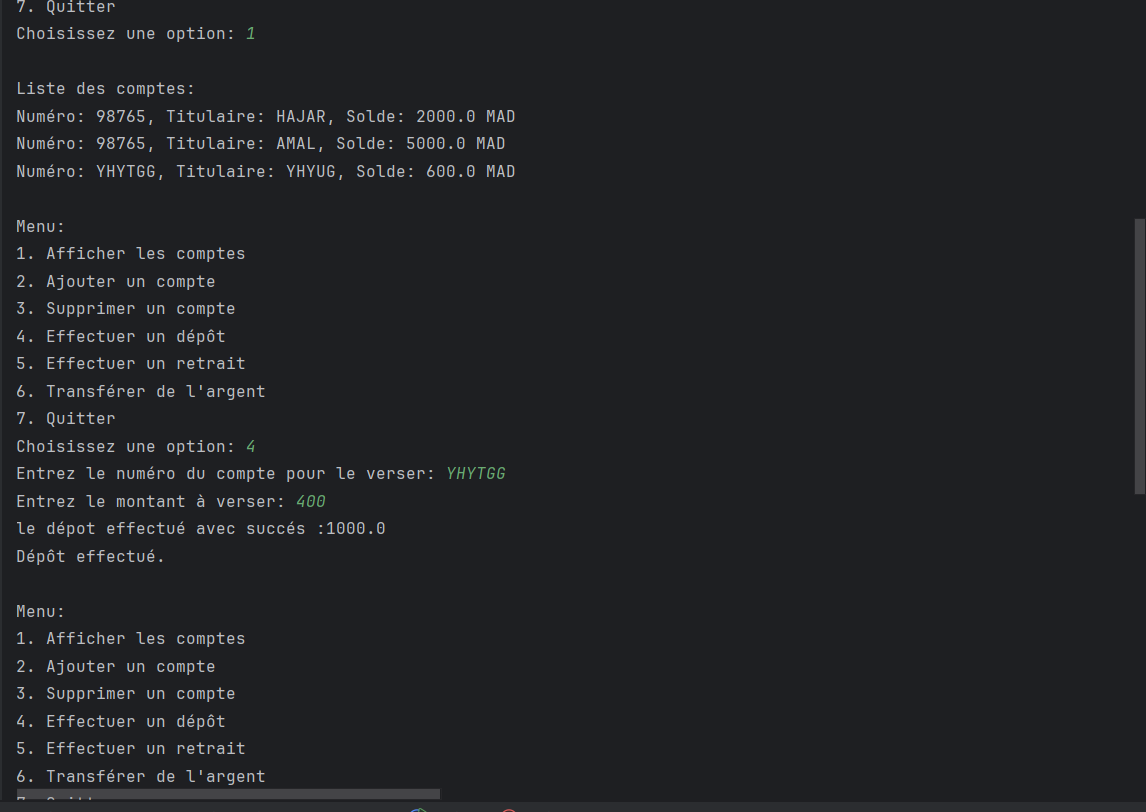 7. Quitter
Choisissez une option: 1
Liste des comptes:
Numéro: 98765, Titulaire: HAJAR, Solde: 2000.0 MAD
Numéro: 98765, Titulaire: AMAL, Solde: 5000.0 MAD
Numéro: YHYTGG, Titulaire: YHYUG, Solde: 600.0 MAD
Menu:
1. Afficher les comptes
2. Ajouter un compte
3. Supprimer un compte
4. Effectuer un dépôt
5. Effectuer un retrait
6. Transférer de l'argent
7. Quitter
Choisissez une option: 4
Entrez le numéro du compte pour le verser: YHYTGG
Entrez le montant à verser: 400
le dépot effectué avec succés :1000.0
Dépôt effectué.
Menu:
1. Afficher les comptes
2. Ajouter un compte
3. Supprimer un compte
4. Effectuer un dépôt
5. Effectuer un retrait
6. Transférer de l'argent